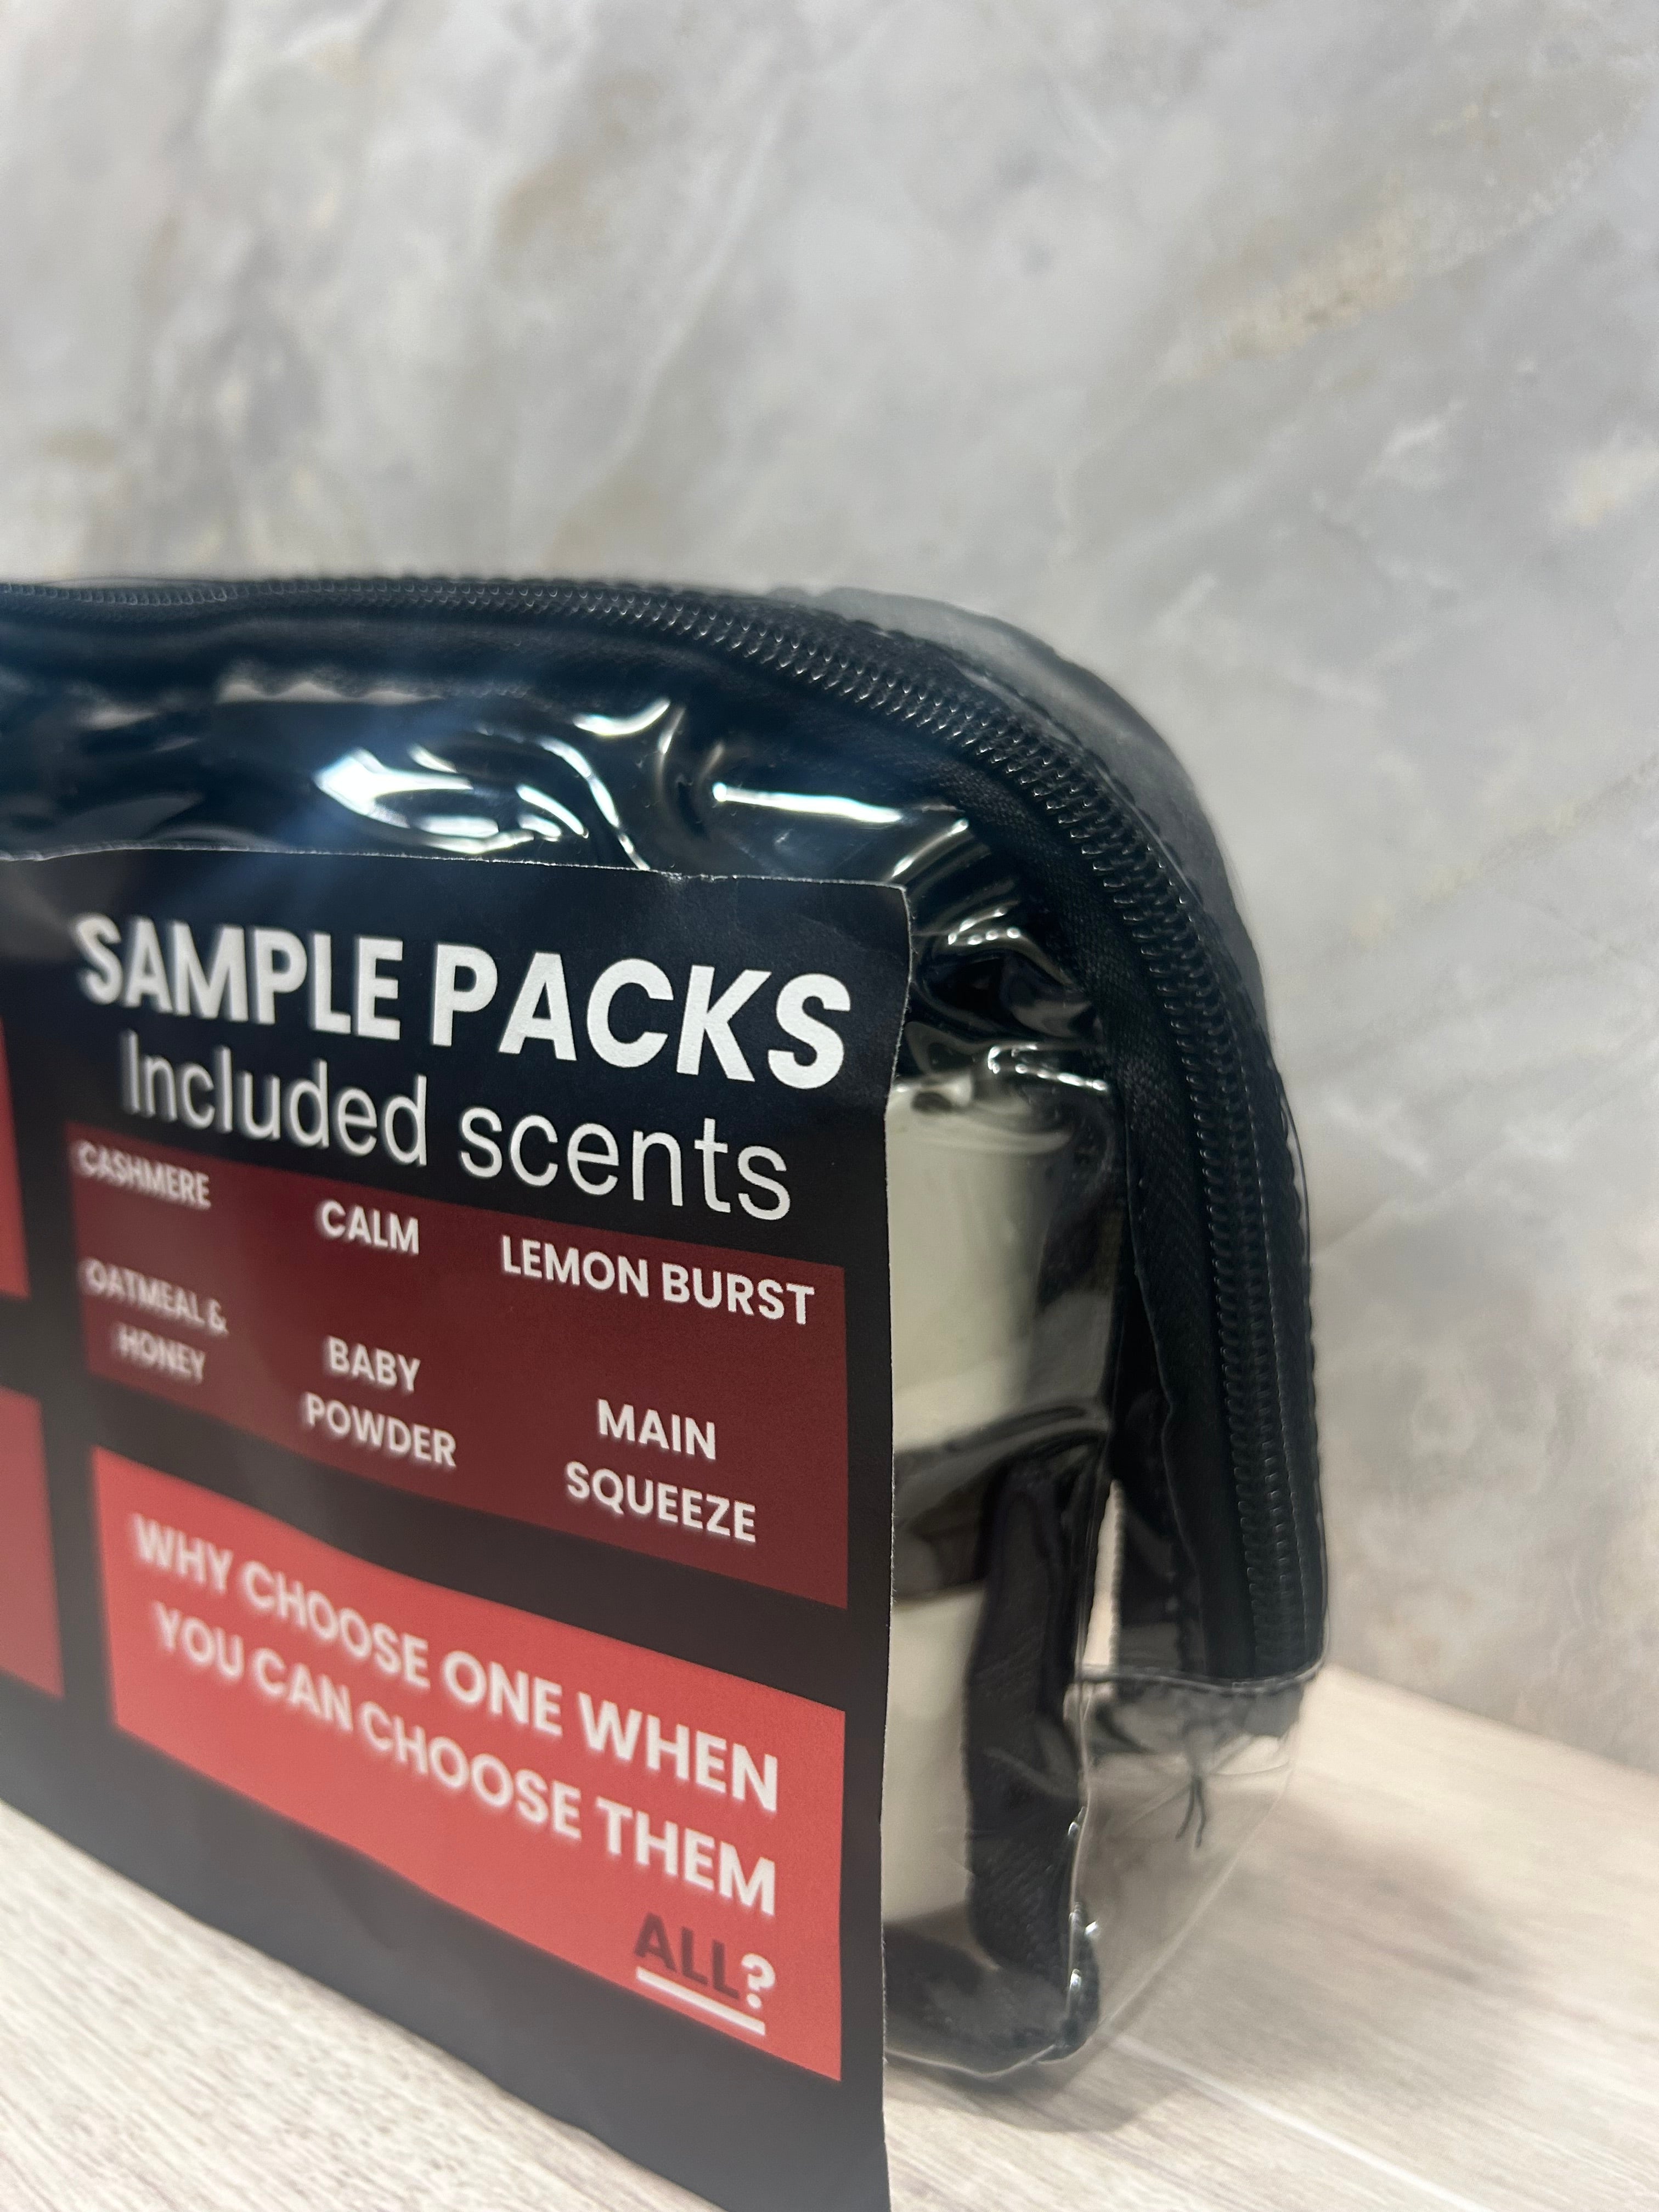 SAMPLE PACKS
Included scents
CASHMERE
CALM
LEMON BURST
OATMEAL &
HONEY
BABY
POWDER
MAIN
SQUEEZE
WHY CHOOSE ONE WHEN
YOU CAN CHOOSE THEM
ALL?